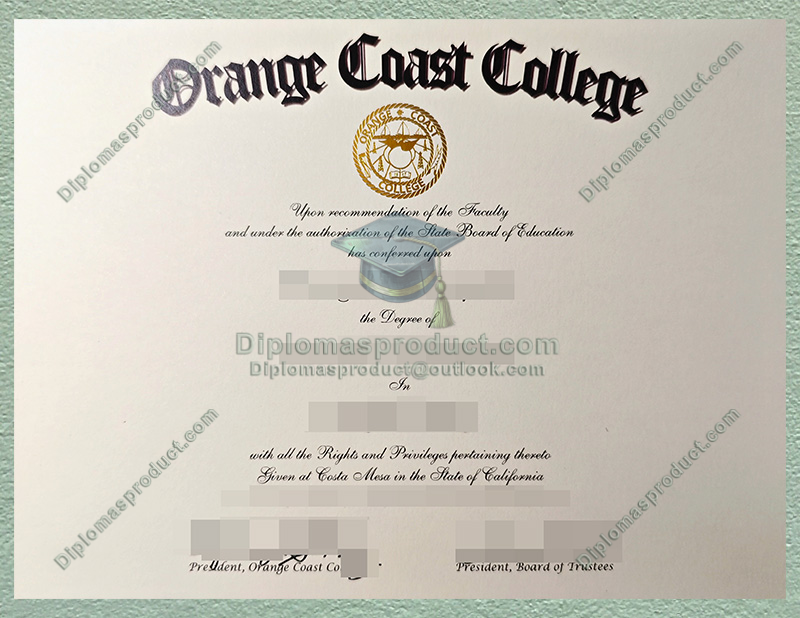 Orange Coast College
Diplomasproduct.com
Diplomasproduct.com
ORANGE COAST
COLLEGE
Upon recommendation of the Faculty
and under the authorization of the State Board of Education
has conferred upon
the Degree of
Diplomasproduct.com
Diplomasproduct@outlook.com
In
with all the Rights and Privileges pertaining thereto
Given at Costa Mesa in the State of California
Diplomasproduct.com
Diplomasproduct.com
President, Orange Coast Co
President, Board of Trustees